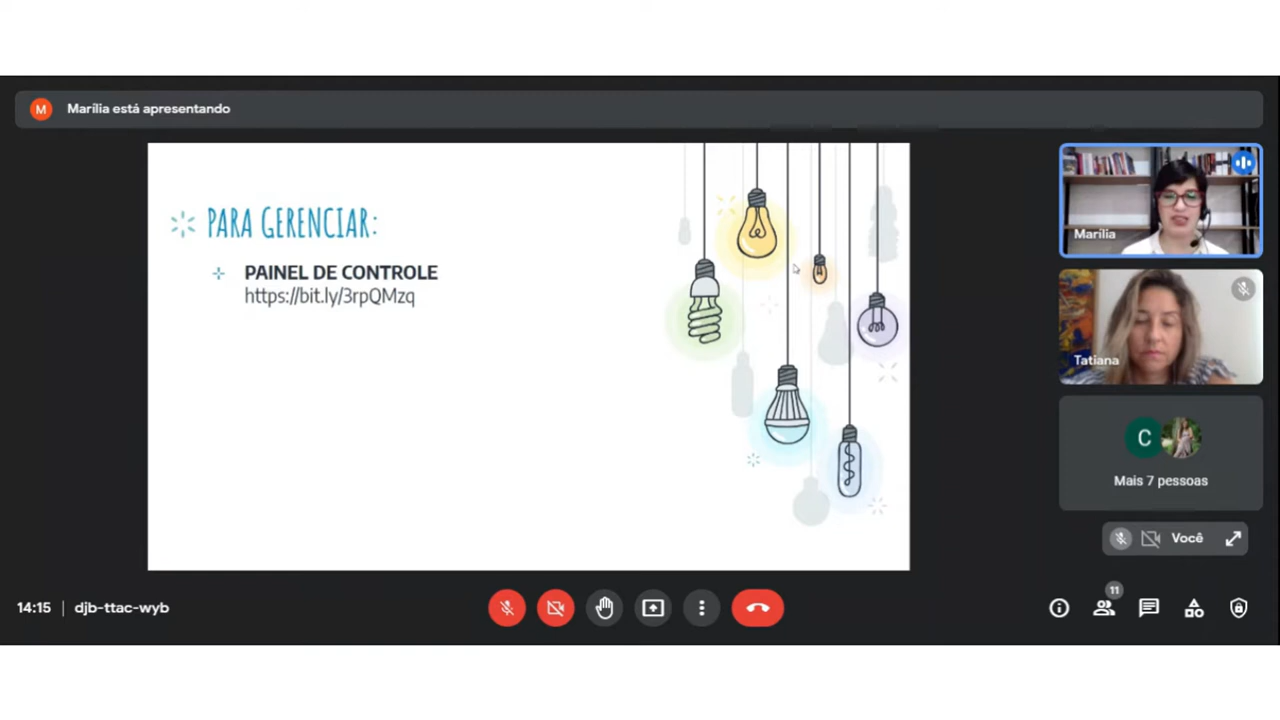 M Marília está apresentando
PARA GERENCIAR:
PAINEL DE CONTROLE
https://bit.ly/3rpQMzq
Marília
Tatiana
C
Mais 7 pessoas
Você
14:15 | djb-ttac-wyb
11